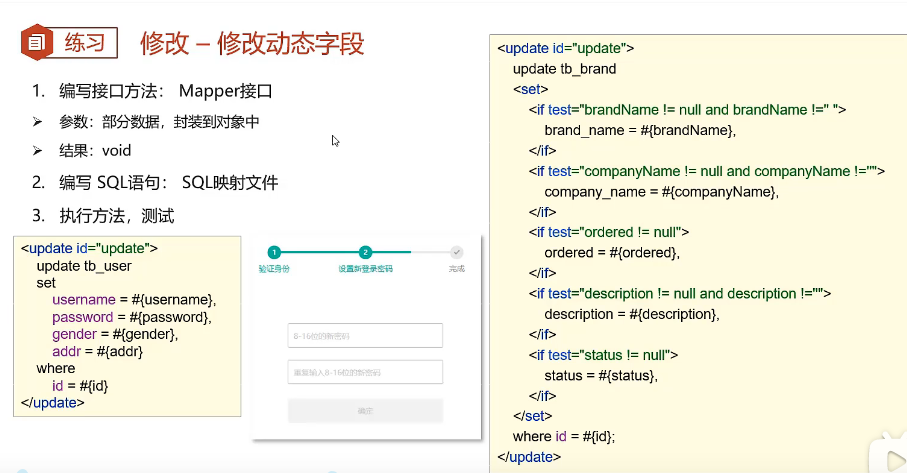 练习
修改 – 修改动态字段
1. 编写接口方法： Mapper接口
➢ 参数：部分数据，封装到对象中
➢ 结果：void
2. 编写 SQL语句： SQL映射文件
3. 执行方法，测试
<update id="update">
update tb_user
set
username = #{username},
password = #{password},
gender = #{gender},
addr = #{addr}
where
id = #{id}
</update>
1 2
验证身份 设置新登录密码 完成
8-16位的新密码
重复输入8-16位的新密码
确定
<update id="update">
update tb_brand
<set>
<if test="brandName != null and brandName !=' '">
brand_name = #{brandName},
</if>
<if test="companyName != null and companyName !=''">
company_name = #{companyName},
</if>
<if test="ordered != null">
ordered = #{ordered},
</if>
<if test="description != null and description !=''">
description = #{description},
</if>
<if test="status != null">
status = #{status},
</if>
</set>
where id = #{id};
</update>